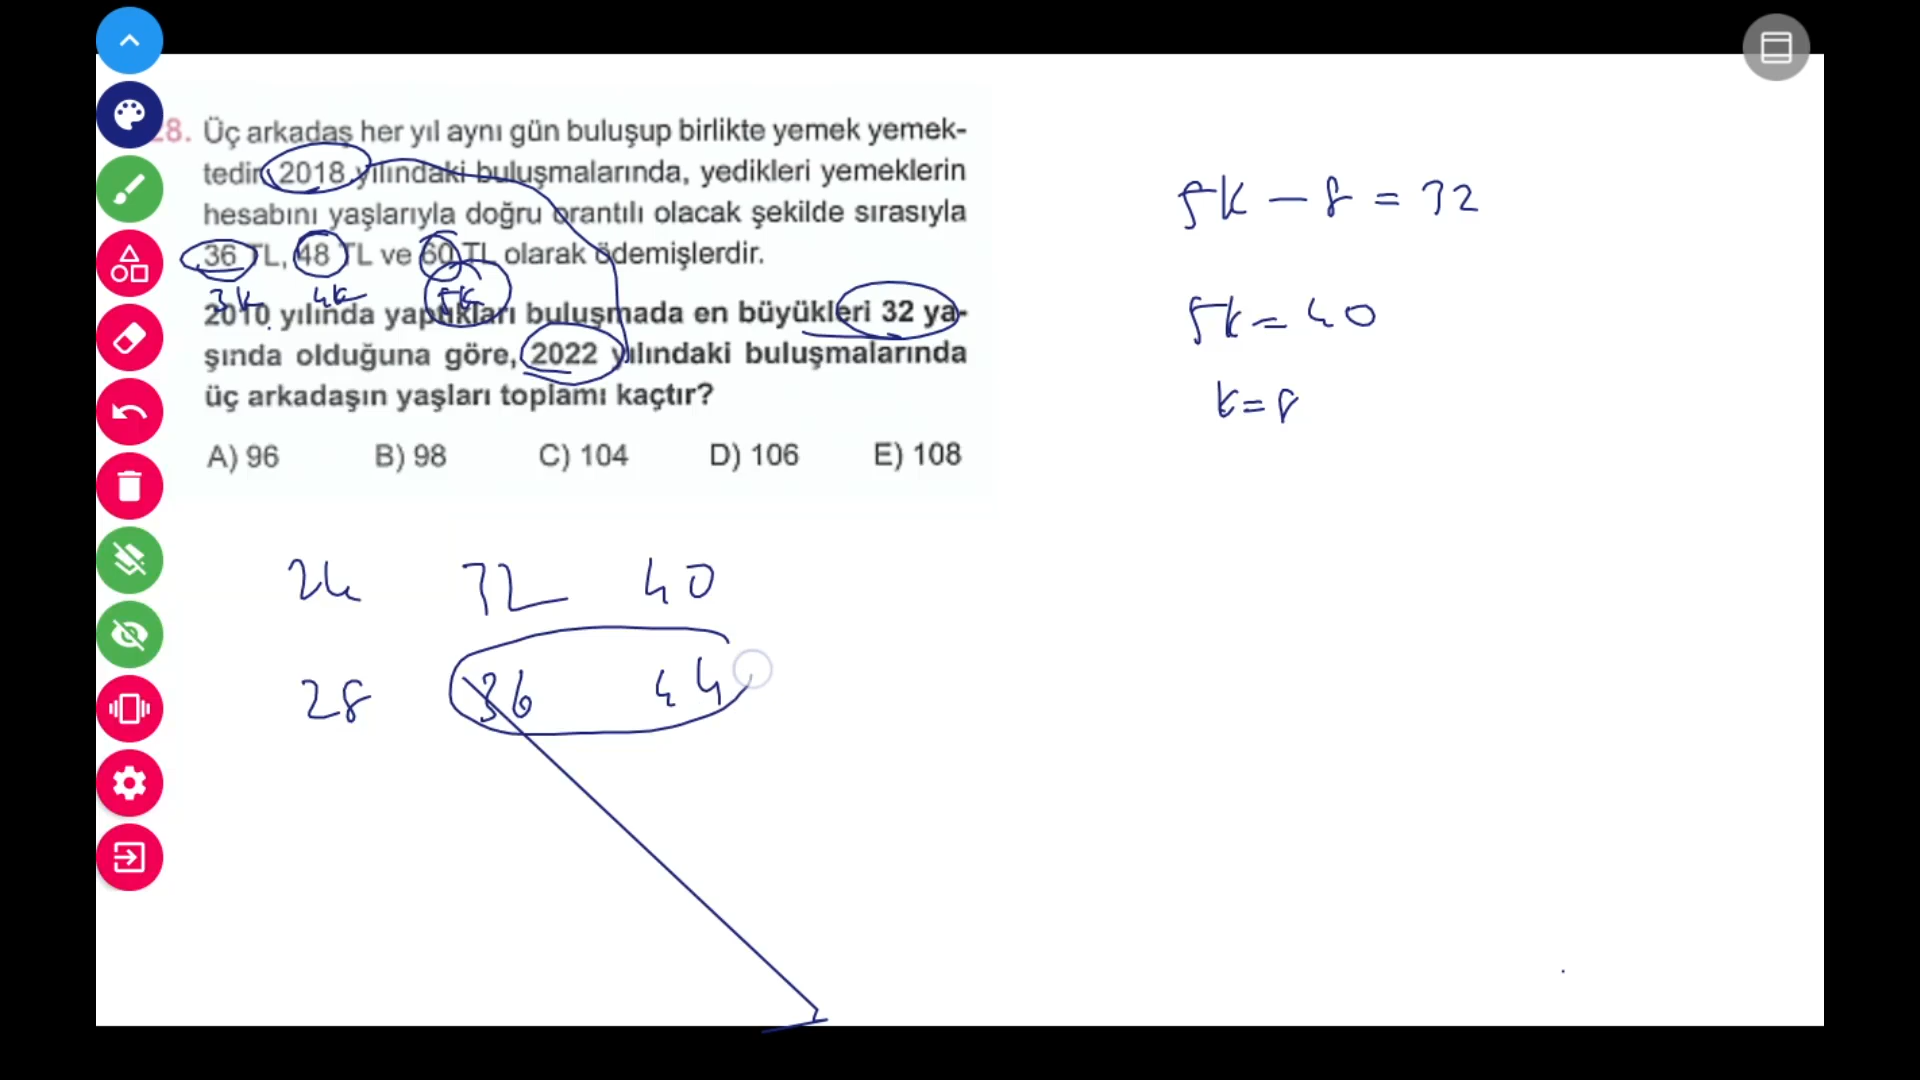 28. Üç arkadaş her yıl aynı gün buluşup birlikte yemek yemek-
tedir. 2018 yılındaki buluşmalarında, yedikleri yemeklerin
hesabını yaşlarıyla doğru orantılı olacak şekilde sırasıyla
36 TL, 48 TL ve 60 TL olarak ödemişlerdir.
3k 4k 5k
2010 yılında yaptıkları buluşmada en büyükleri 32 ya-
şında olduğuna göre, 2022 yılındaki buluşmalarında
üç arkadaşın yaşları toplamı kaçtır?
A) 96 B) 98 C) 104 D) 106 E) 108
5k - 8 = 32
5k = 40
k = 8
24 32 40
28 36 44